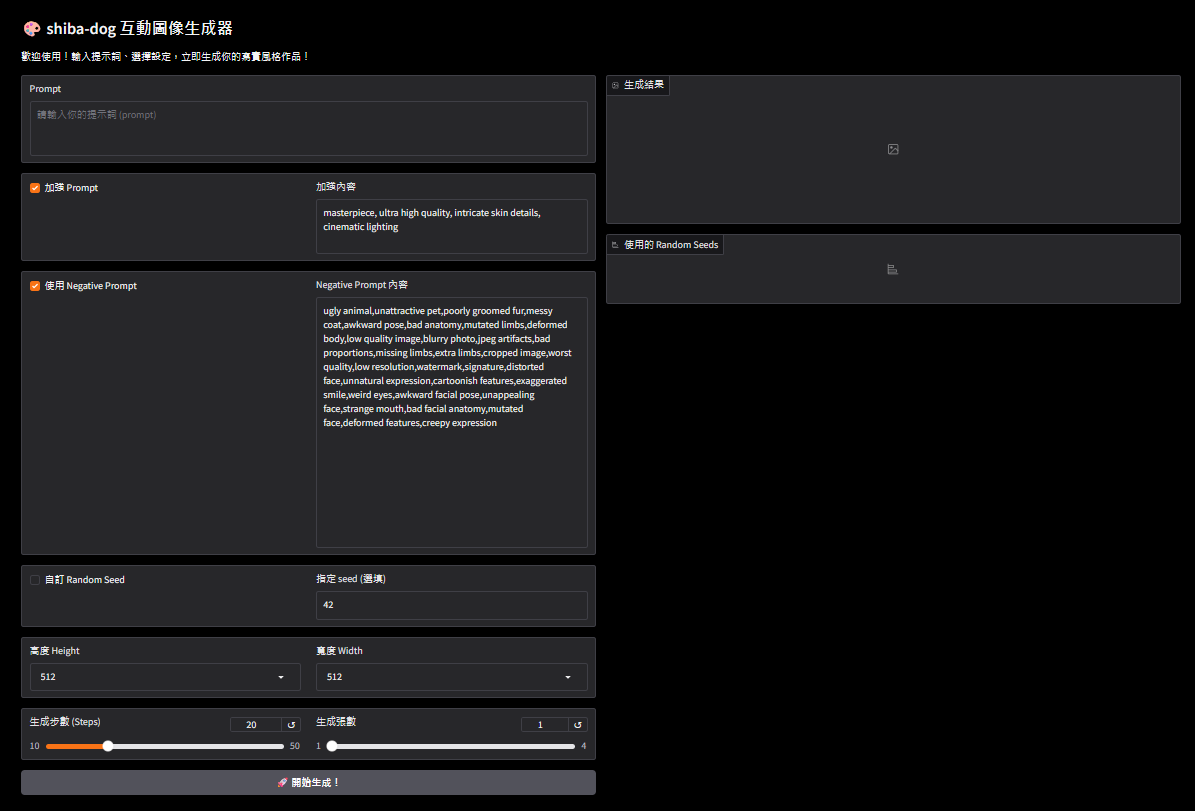 🎨 shiba-dog 互動圖像生成器
歡迎使用！輸入提示詞、選擇設定，立即生成你的寫實風格作品！
Prompt
請輸入你的提示詞 (prompt)
加強 Prompt
加強內容
masterpiece, ultra high quality, intricate skin details,
cinematic lighting
使用 Negative Prompt
Negative Prompt 內容
ugly animal,unattractive pet,poorly groomed fur,messy
coat,awkward pose,bad anatomy,mutated limbs,deformed
body,low quality image,blurry photo,jpeg artifacts,bad
proportions,missing limbs,extra limbs,cropped image,worst
quality,low resolution,watermark,signature,distorted
face,unnatural expression,cartoonish features,exaggerated
smile,weird eyes,awkward facial pose,unappealing
face,strange mouth,bad facial anatomy,mutated
face,deformed features,creepy expression
自訂 Random Seed
指定 seed (選填)
42
高度 Height
512
寬度 Width
512
生成步數 (Steps)
20
10
50
生成張數
1
1
4
🚀 開始生成！
生成結果
使用的 Random Seeds